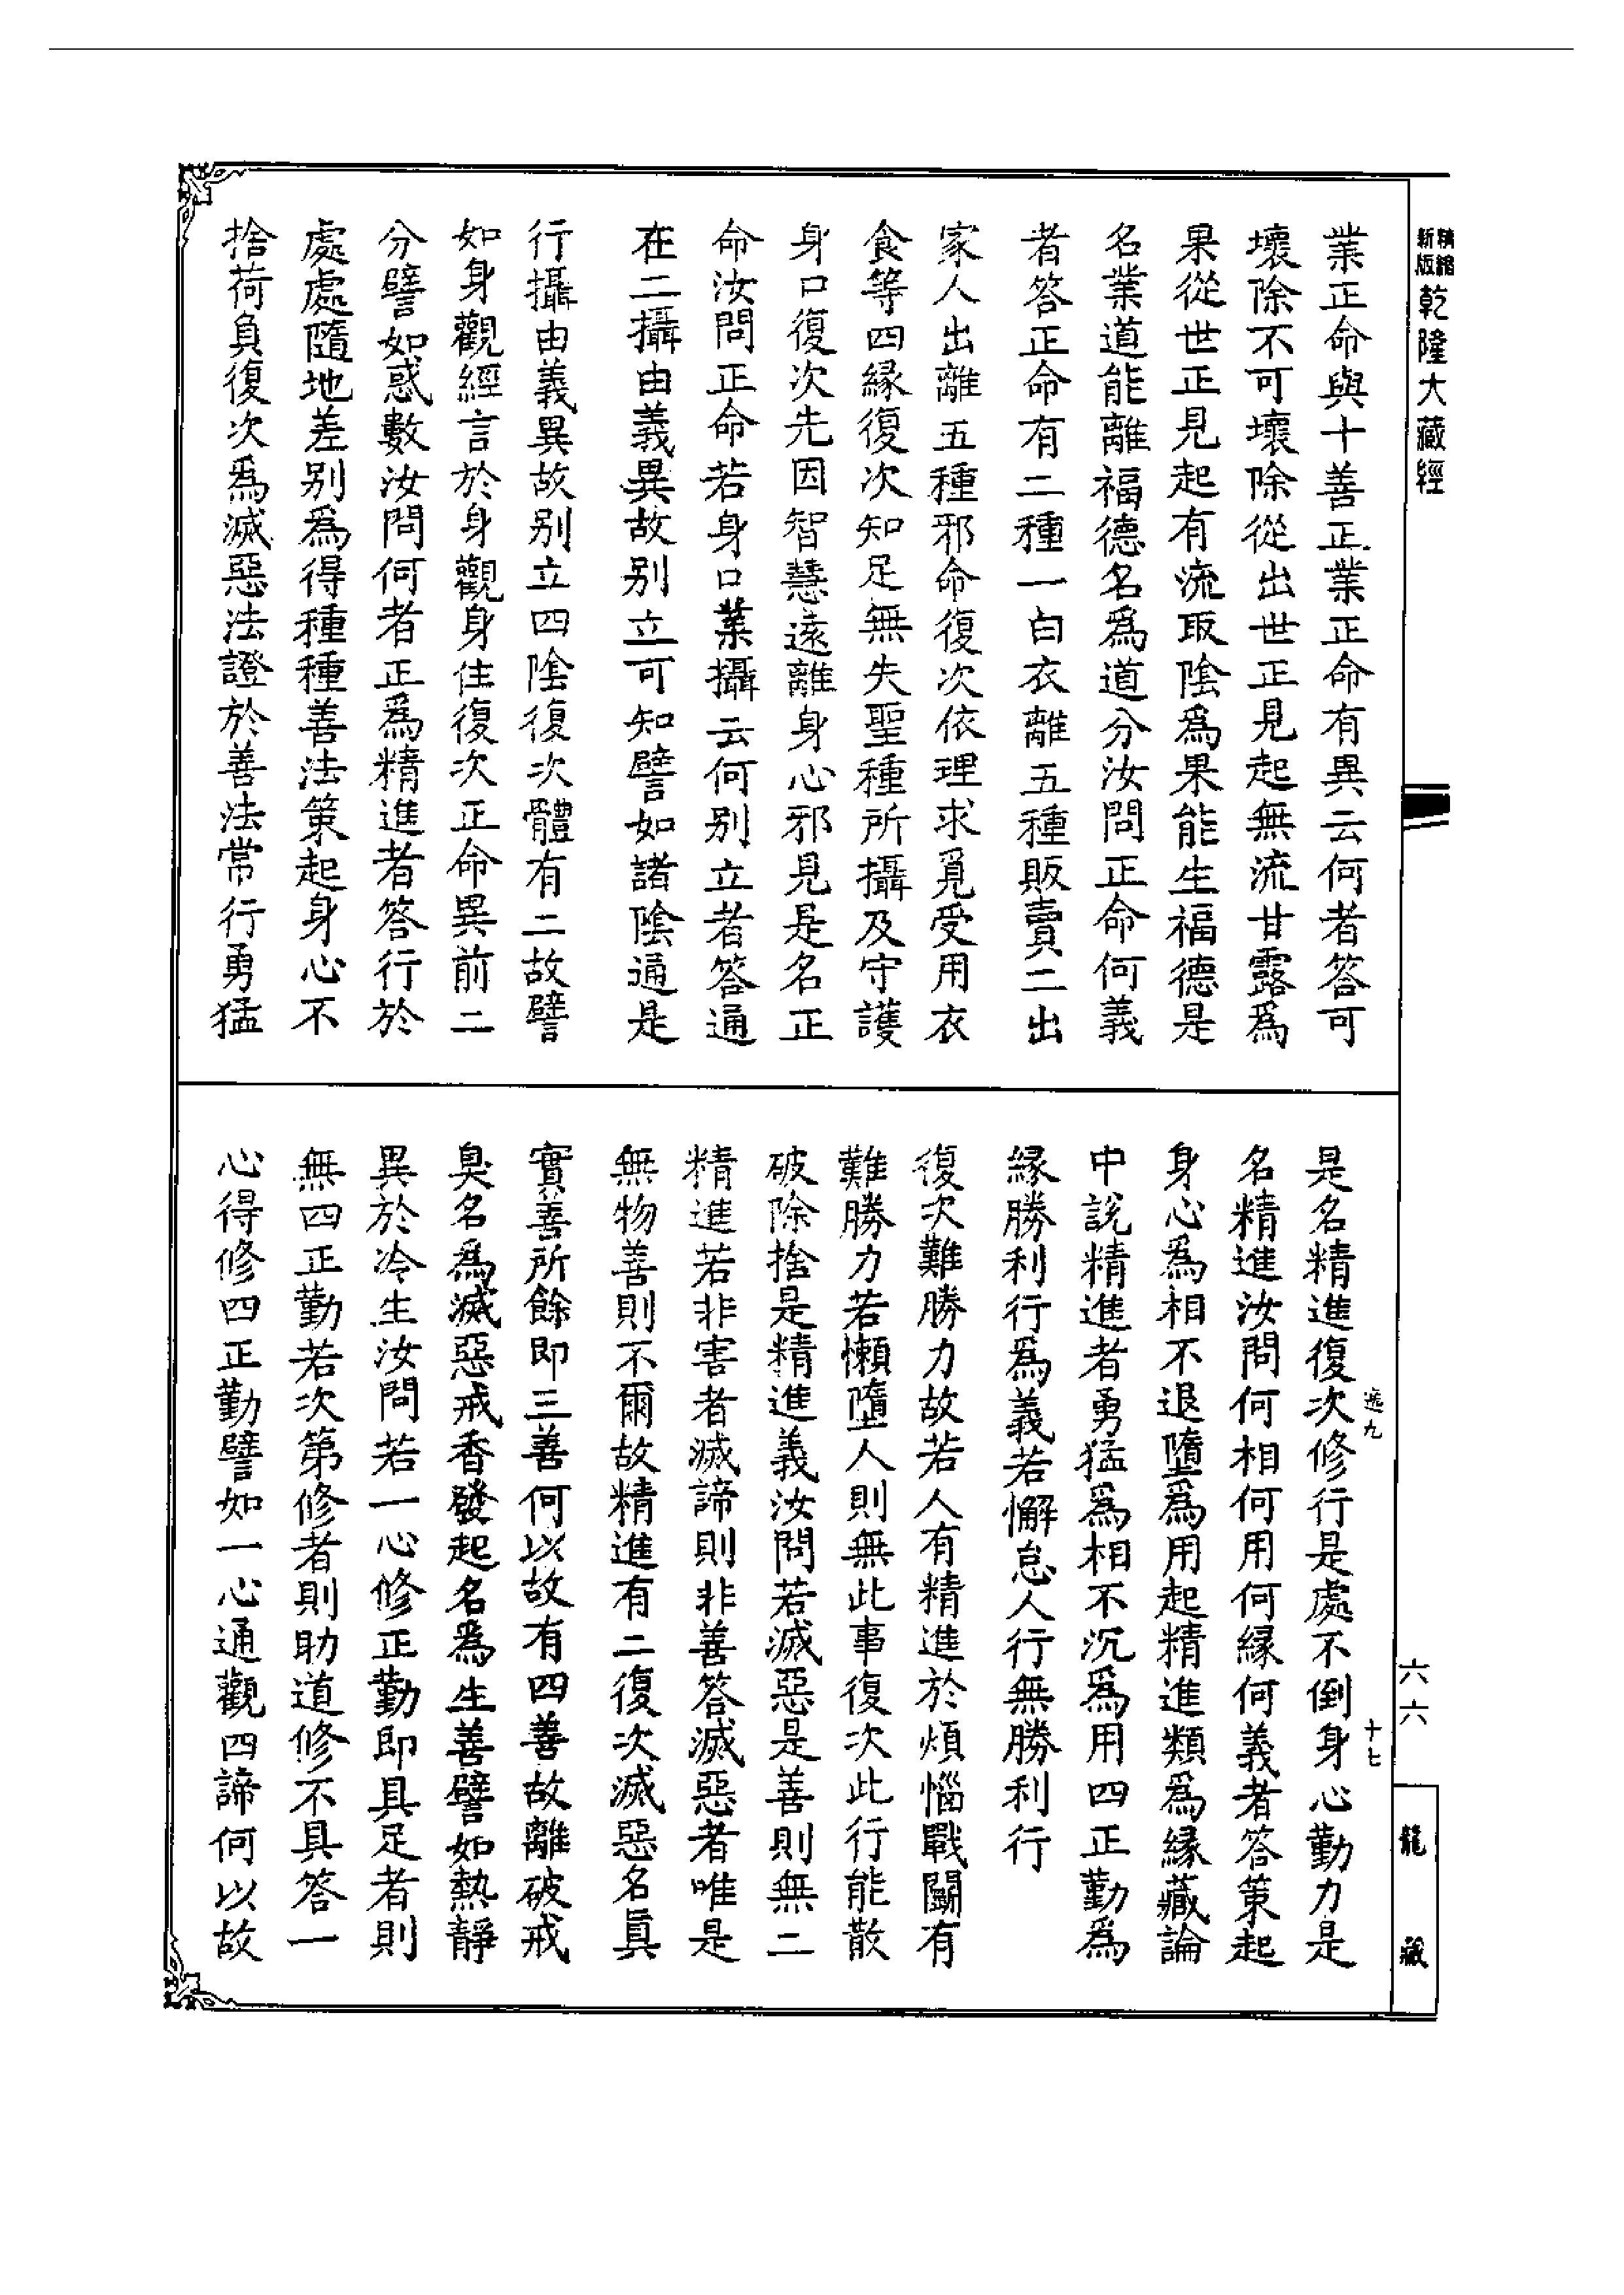 精縮新版乾隆大藏經
業正命與十善正業正命有異云何者答可
壞除不可壞除從出世正見起無流甘露爲
果從世正見起有流取陰爲果能生福德是
名業道能離福德名爲道分汝問正命何義
者答正命有二種一白衣離五種販賣二出
家人出離五種邪命復次依理求覓受用衣
食等四緣復次知足無失聖種所攝及守護
身口復次先因智慧遠離身心邪見是名正
命汝問正命若身口業攝云何別立者答通
在二攝由義異故別立可知譬如諸陰通是
行攝由義異故別立四陰復次體有二故譬
如身觀經言於身觀身住復次正命異前二
分譬如惑數汝問何者正爲精進者答行於
處處隨地差別爲得種種善法策起身心不
捨荷負復次爲滅惡法證於善法常行勇猛
是名精進復次修行是處不倒身心勤力是
名精進汝問何相何用何緣何義者答策起
身心爲相不退墮爲用起精進類爲緣藏論
中說精進者勇猛爲相不沉爲用四正勤爲
緣勝利行爲義若懈怠人行無勝利行
復次難勝力故若人有精進於煩惱戰鬪有
難勝力若懶墮人則無此事復次此行能散
破除捨是精進義汝問若滅惡是善則無二
精進若非害者滅諦則非善答滅惡者唯是
無物善則不爾故精進有二復次滅惡名眞
實善所餘即三善何以故有四善故離破戒
臭名爲滅惡戒香發起名爲生善譬如熱靜
異於冷生汝問若一心修正勤即具足者則
無四正勤若次第修者則助道修不具答一
心得修四正勤譬如一心通觀四諦何以故
九
十七
六六
龍藏